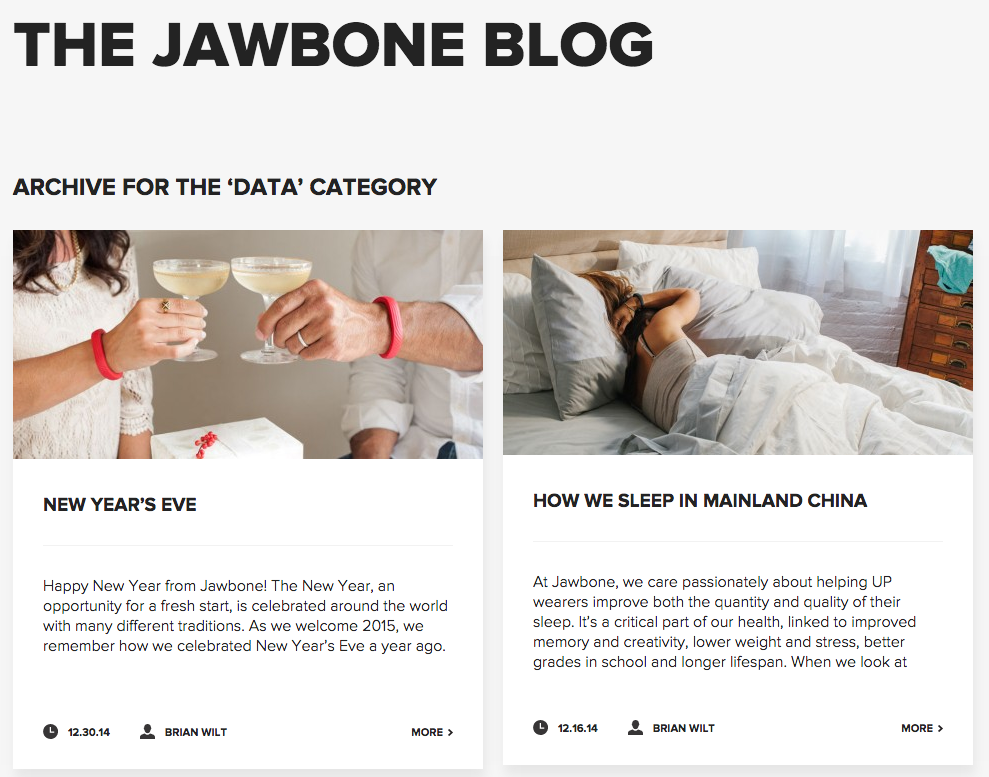 THE JAWBONE BLOG
ARCHIVE FOR THE ‘DATA’ CATEGORY
NEW YEAR’S EVE
Happy New Year from Jawbone! The New Year, an
opportunity for a fresh start, is celebrated around the world
with many different traditions. As we welcome 2015, we
remember how we celebrated New Year’s Eve a year ago.
12.30.14 BRIAN WILT MORE >
HOW WE SLEEP IN MAINLAND CHINA
At Jawbone, we care passionately about helping UP
wearers improve both the quantity and quality of their
sleep. It’s a critical part of our health, linked to improved
memory and creativity, lower weight and stress, better
grades in school and longer lifespan. When we look at
12.16.14 BRIAN WILT MORE >